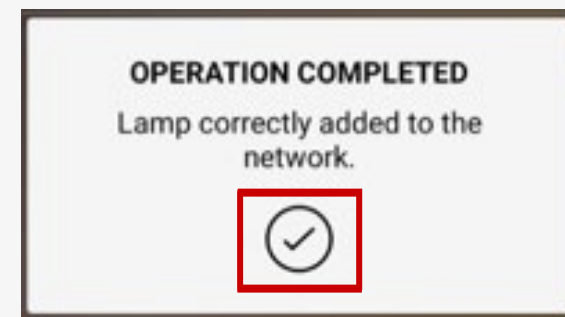 OPERATION COMPLETED
Lamp correctly added to the
network.